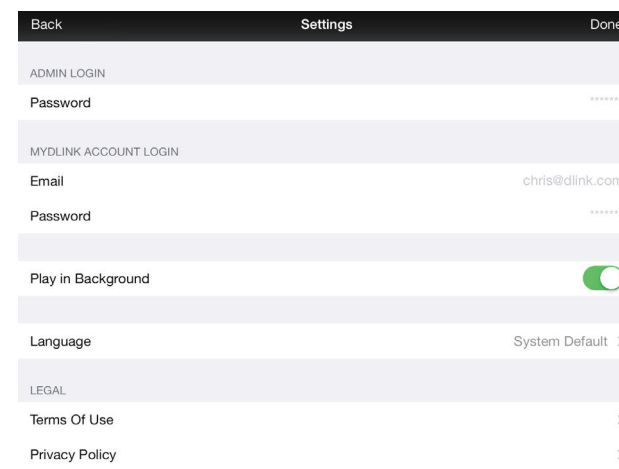 Back Settings Done
ADMIN LOGIN
Password ******
MYDLINK ACCOUNT LOGIN
Email chris@dlink.com
Password ******
Play in Background
Language System Default
LEGAL
Terms Of Use
Privacy Policy